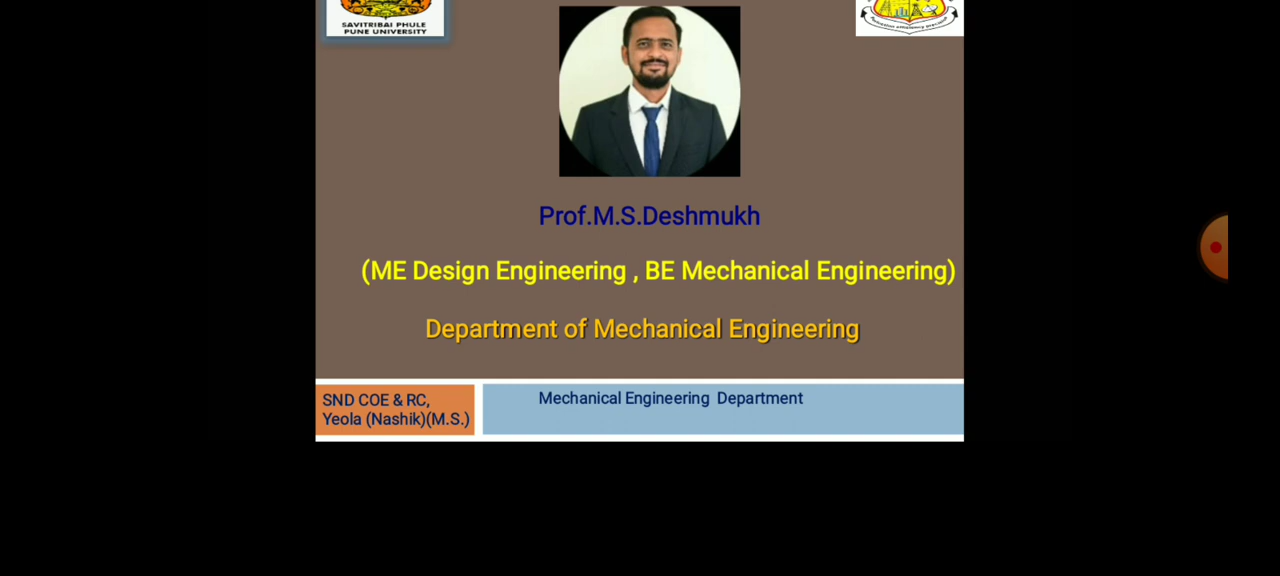 SAVITRIBAI PHULE
PUNE UNIVERSITY
Prof.M.S.Deshmukh
(ME Design Engineering , BE Mechanical Engineering)
Department of Mechanical Engineering
SND COE & RC,
Yeola (Nashik)(M.S.)
Mechanical Engineering  Department